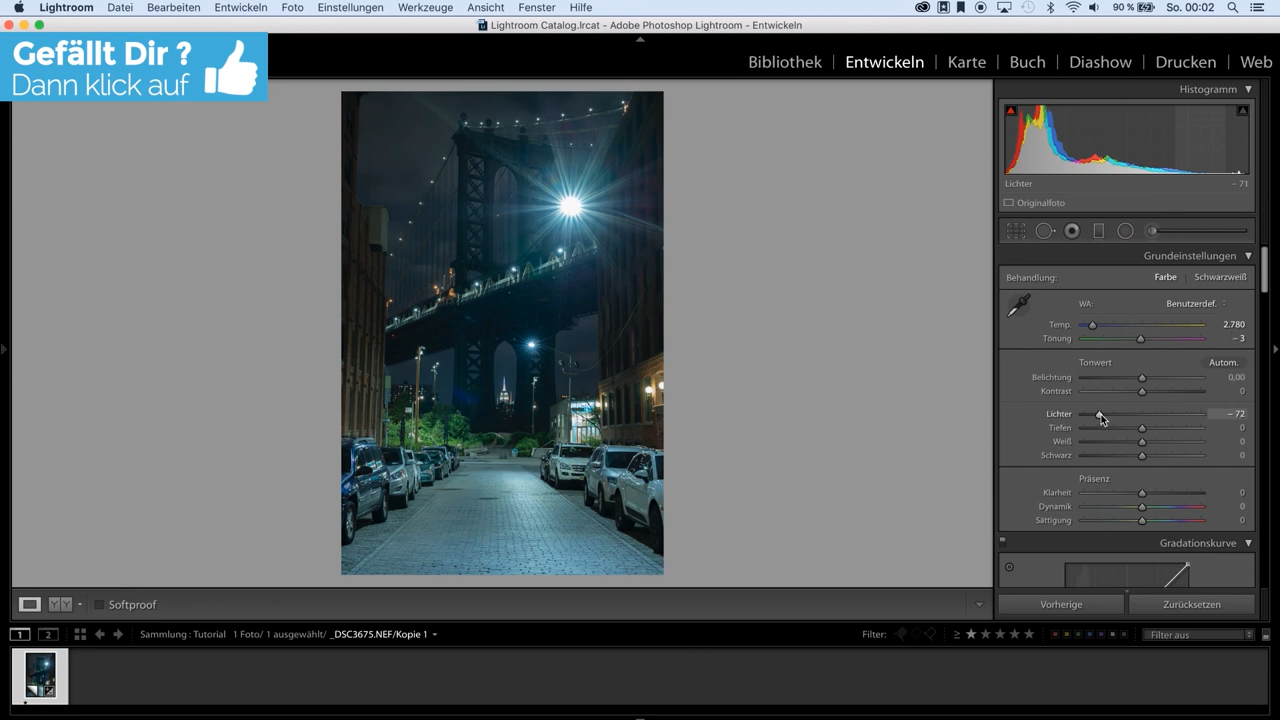 Lightroom Datei Bearbeiten Entwickeln Foto Einstellungen Werkzeuge Ansicht Fenster Hilfe 90 % So. 00:02
Lightroom Catalog.lrcat - Adobe Photoshop Lightroom - Entwickeln
Gefällt Dir ?
Dann klick auf
Bibliothek Entwickeln Karte Buch Diashow Drucken Web
Histogramm
Lichter – 71
Originalfoto
Grundeinstellungen
Behandlung: Farbe Schwarzweiß
WA: Benutzerdef.
Temp. 2.780
Tönung – 3
Tonwert Autom.
Belichtung 0,00
Kontrast 0
Lichter – 72
Tiefen 0
Weiß 0
Schwarz 0
Präsenz
Klarheit 0
Dynamik 0
Sättigung 0
Gradationskurve
Vorherige Zurücksetzen
YY Softproof
1 2 Sammlung : Tutorial 1 Foto/ 1 ausgewählt/ _DSC3675.NEF/Kopie 1 Filter: ≥ Filter aus